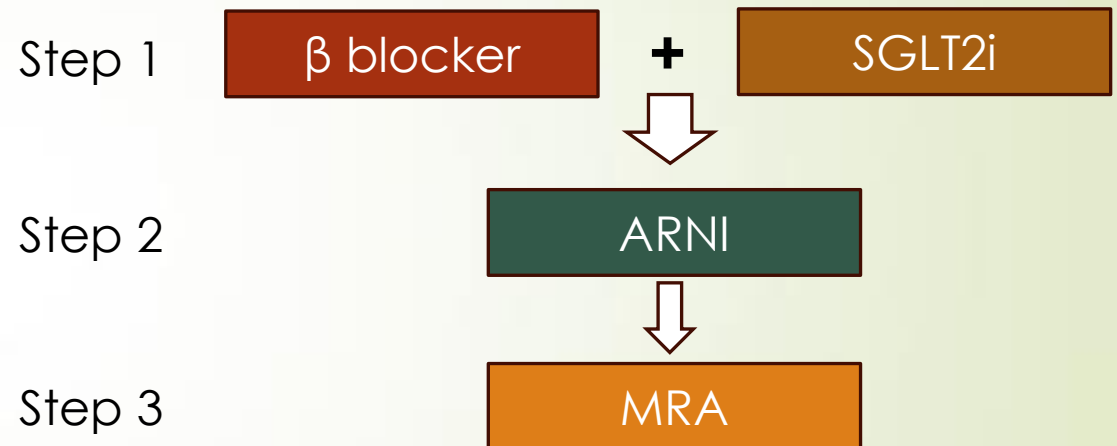 Step 1 β blocker + SGLT2i
Step 2 ARNI
Step 3 MRA